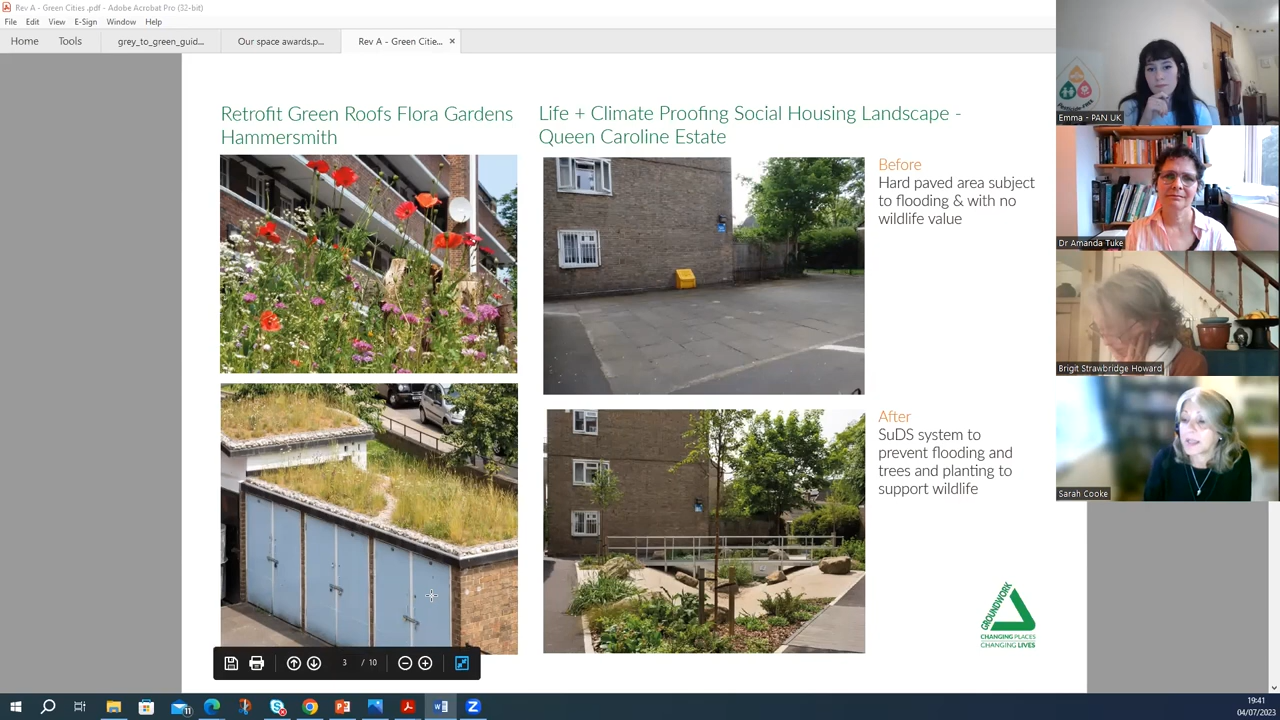 Rev A - Green Cities .pdf - Adobe Acrobat Pro (32-bit)
File Edit View E-Sign Window Help
Home Tools grey_to_green_guid... Our space awards.p... Rev A - Green Citie... ×
Retrofit Green Roofs Flora Gardens
Hammersmith
Life + Climate Proofing Social Housing Landscape -
Queen Caroline Estate
Before
Hard paved area subject
to flooding & with no
wildlife value
After
SuDS system to
prevent flooding and
trees and planting to
support wildlife
GROUNDWORK
CHANGING PLACES
CHANGING LIVES
Emma - PAN UK
Dr Amanda Tuke
Brigit Strawbridge Howard
Sarah Cooke
3 / 10
19:41
04/07/2023